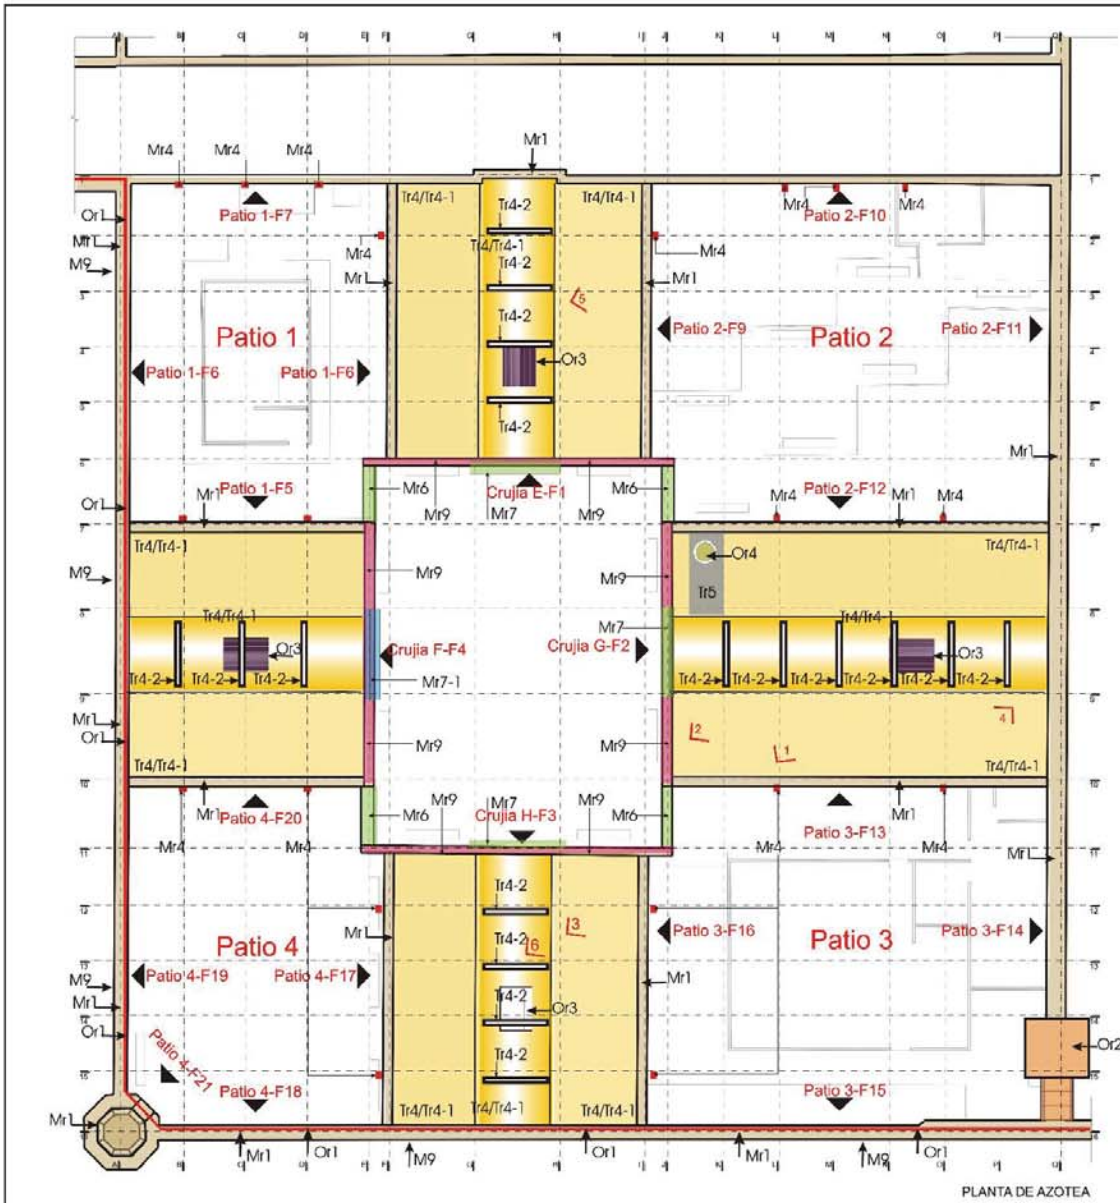 Mr1
Mr4 Mr4 Mr4
Tr4/Tr4-1 Tr4-2 Tr4/Tr4-1
Or1 Patio 1-F7 Mr4 Patio 2-F10 Mr4
Mr1 Mr4 Tr4/Tr4-1 Mr4
M9 Mr1 Tr4-2 Mr1
5
Patio 1 Tr4-2 Patio 2-F9 Patio 2 Patio 2-F11
Or3
Patio 1-F6 Patio 1-F6
Tr4-2
Mr1
Patio 1-F5 Mr6 Crujia E-F1 Mr6 Patio 2-F12
Or1 Mr1 Mr9 Mr7 Mr9 Mr4 Mr1 Mr4
Tr4/Tr4-1 Tr4/Tr4-1
Or4
M9 Mr9 Mr9 Tr5
Tr4/Tr4-1 Mr7 Tr4/Tr4-1
Or3 Crujia F-F4 Crujia G-F2 Or3
Tr4-2 Tr4-2 Tr4-2 Mr7-1 Tr4-2 Tr4-2 Tr4-2 Tr4-2 Tr4-2 Tr4-2
Mr1 2 4
Or1 Mr9 Mr9 1
Tr4/Tr4-1 Tr4/Tr4-1
Mr9 Mr7 Mr9
Mr1 Mr6 Crujia H-F3 Mr6 Mr1
Patio 4-F20 Patio 3-F13
Mr4 Mr4 Mr4 Mr4 Mr1
Tr4-2
Mr1 3 Patio 3-F16 Patio 3-F14
Patio 4 6 Tr4-2 Patio 3
Patio 4-F19 Patio 4-F17 Mr1
M9
Mr1 Tr4-2 Or3
Or1
Tr4-2 Or2
Patio 4-F21
Patio 4-F18 Patio 3-F15
Mr1 Tr4/Tr4-1 Tr4/Tr4-1 Tr4/Tr4-1
Mr1 Or1 M9 Or1 Mr1 M9 Or1
PLANTA DE AZOTEA